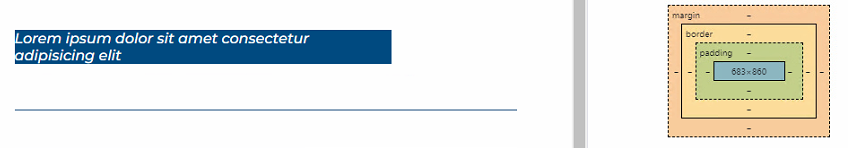 Lorem ipsum dolor sit amet consectetur
adipisicing elit
margin
-
border
-
padding
-
- - - 683×860 - - -
-
-
-